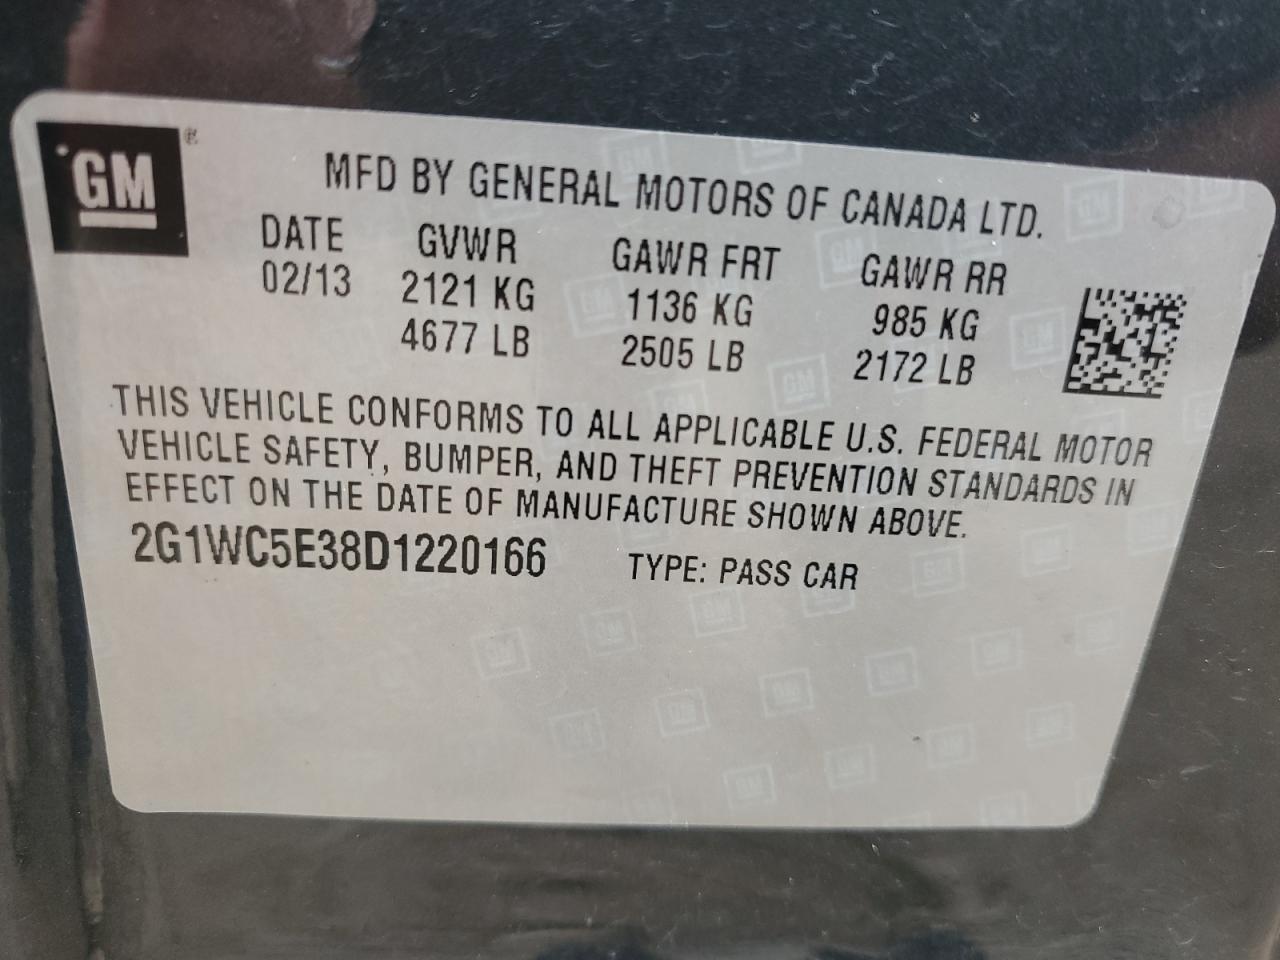 GM®
MFD BY GENERAL MOTORS OF CANADA LTD.
DATE GVWR GAWR FRT GAWR RR
02/13 2121 KG 1136 KG 985 KG
4677 LB 2505 LB 2172 LB
THIS VEHICLE CONFORMS TO ALL APPLICABLE U.S. FEDERAL MOTOR
VEHICLE SAFETY, BUMPER, AND THEFT PREVENTION STANDARDS IN
EFFECT ON THE DATE OF MANUFACTURE SHOWN ABOVE.
2G1WC5E38D1220166 TYPE: PASS CAR